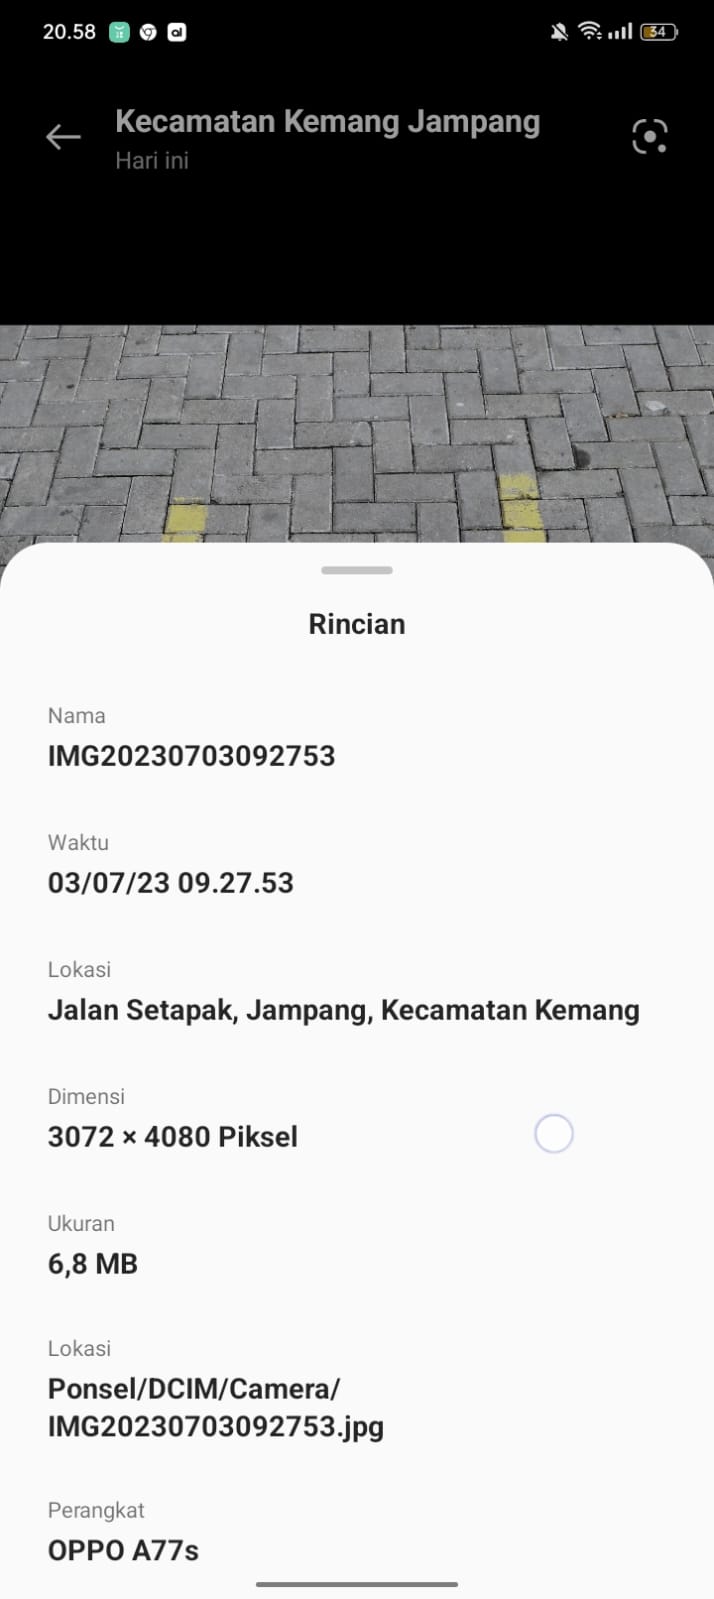 20.58
34
Kecamatan Kemang Jampang
Hari ini
Rincian
Nama
IMG20230703092753
Waktu
03/07/23 09.27.53
Lokasi
Jalan Setapak, Jampang, Kecamatan Kemang
Dimensi
3072 × 4080 Piksel
Ukuran
6,8 MB
Lokasi
Ponsel/DCIM/Camera/
IMG20230703092753.jpg
Perangkat
OPPO A77s